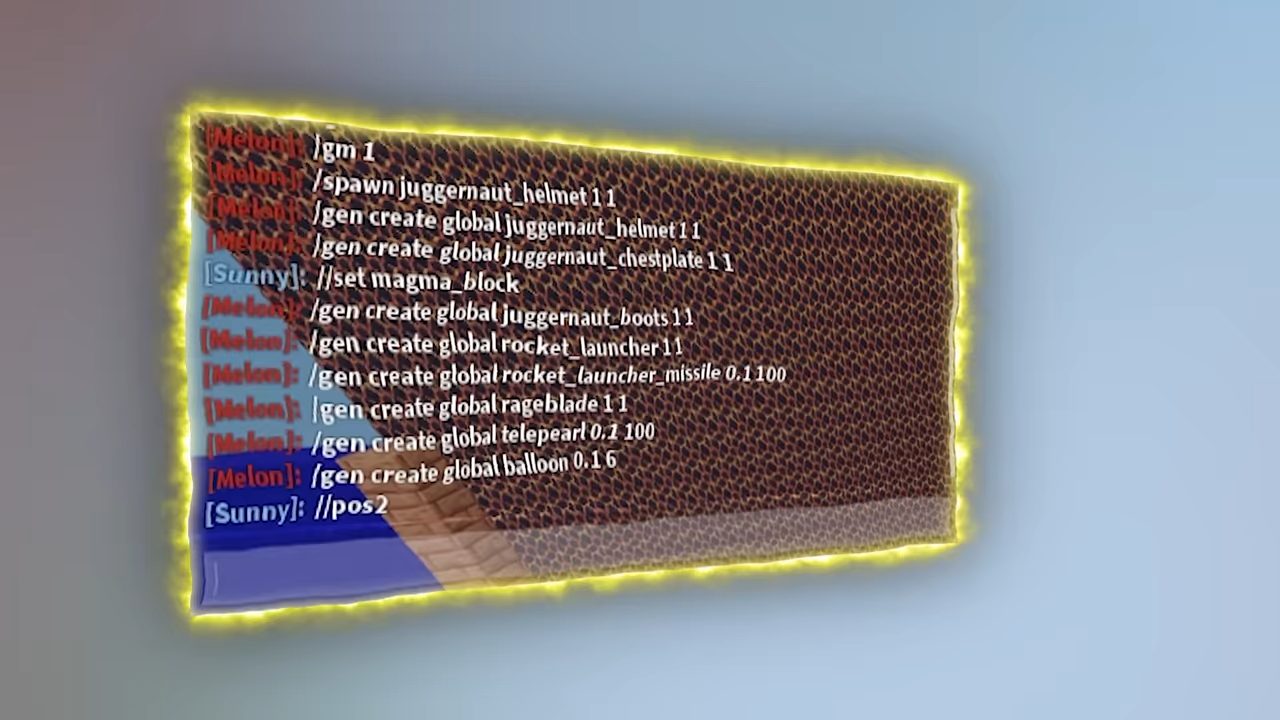 [Melon]: /gm 1
[Melon]: /spawn juggernaut_helmet 1 1
[Melon]: /gen create global juggernaut_helmet 1 1
[Melon]: /gen create global juggernaut_chestplate 1 1
[Sunny]: //set magma_block
[Melon]: /gen create global juggernaut_boots 1 1
[Melon]: /gen create global rocket_launcher 1 1
[Melon]: /gen create global rocket_launcher_missile 0.1 100
[Melon]: /gen create global rageblade 1 1
[Melon]: /gen create global telepearl 0.1 100
[Melon]: /gen create global balloon 0.1 6
[Sunny]: //pos2